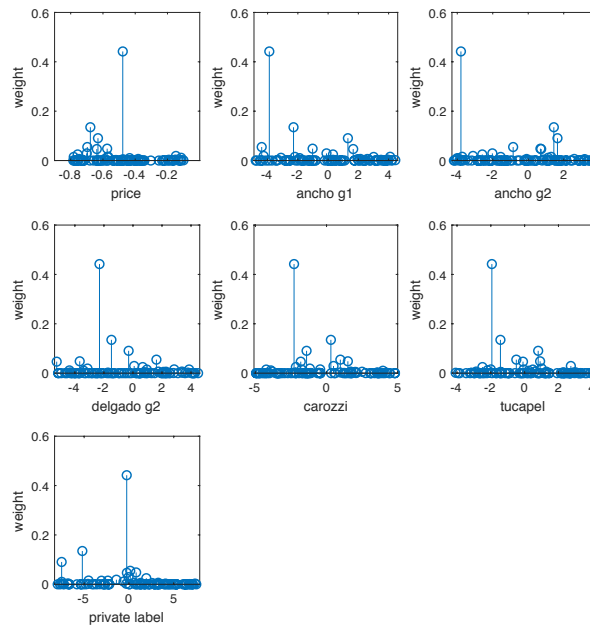 0.6 0.6 0.6
0.4 0.4 0.4
weight weight weight
0.2 0.2 0.2
0 0 0
-0.8 -0.6 -0.4 -0.2 -4 -2 0 2 4 -4 -2 0 2
price ancho g1 ancho g2
0.6 0.6 0.6
0.4 0.4 0.4
weight weight weight
0.2 0.2 0.2
0 0 0
-4 -2 0 2 4 -5 0 5 -4 -2 0 2 4
delgado g2 carozzi tucapel
0.6
0.4
weight
0.2
0
-5 0 5
private label